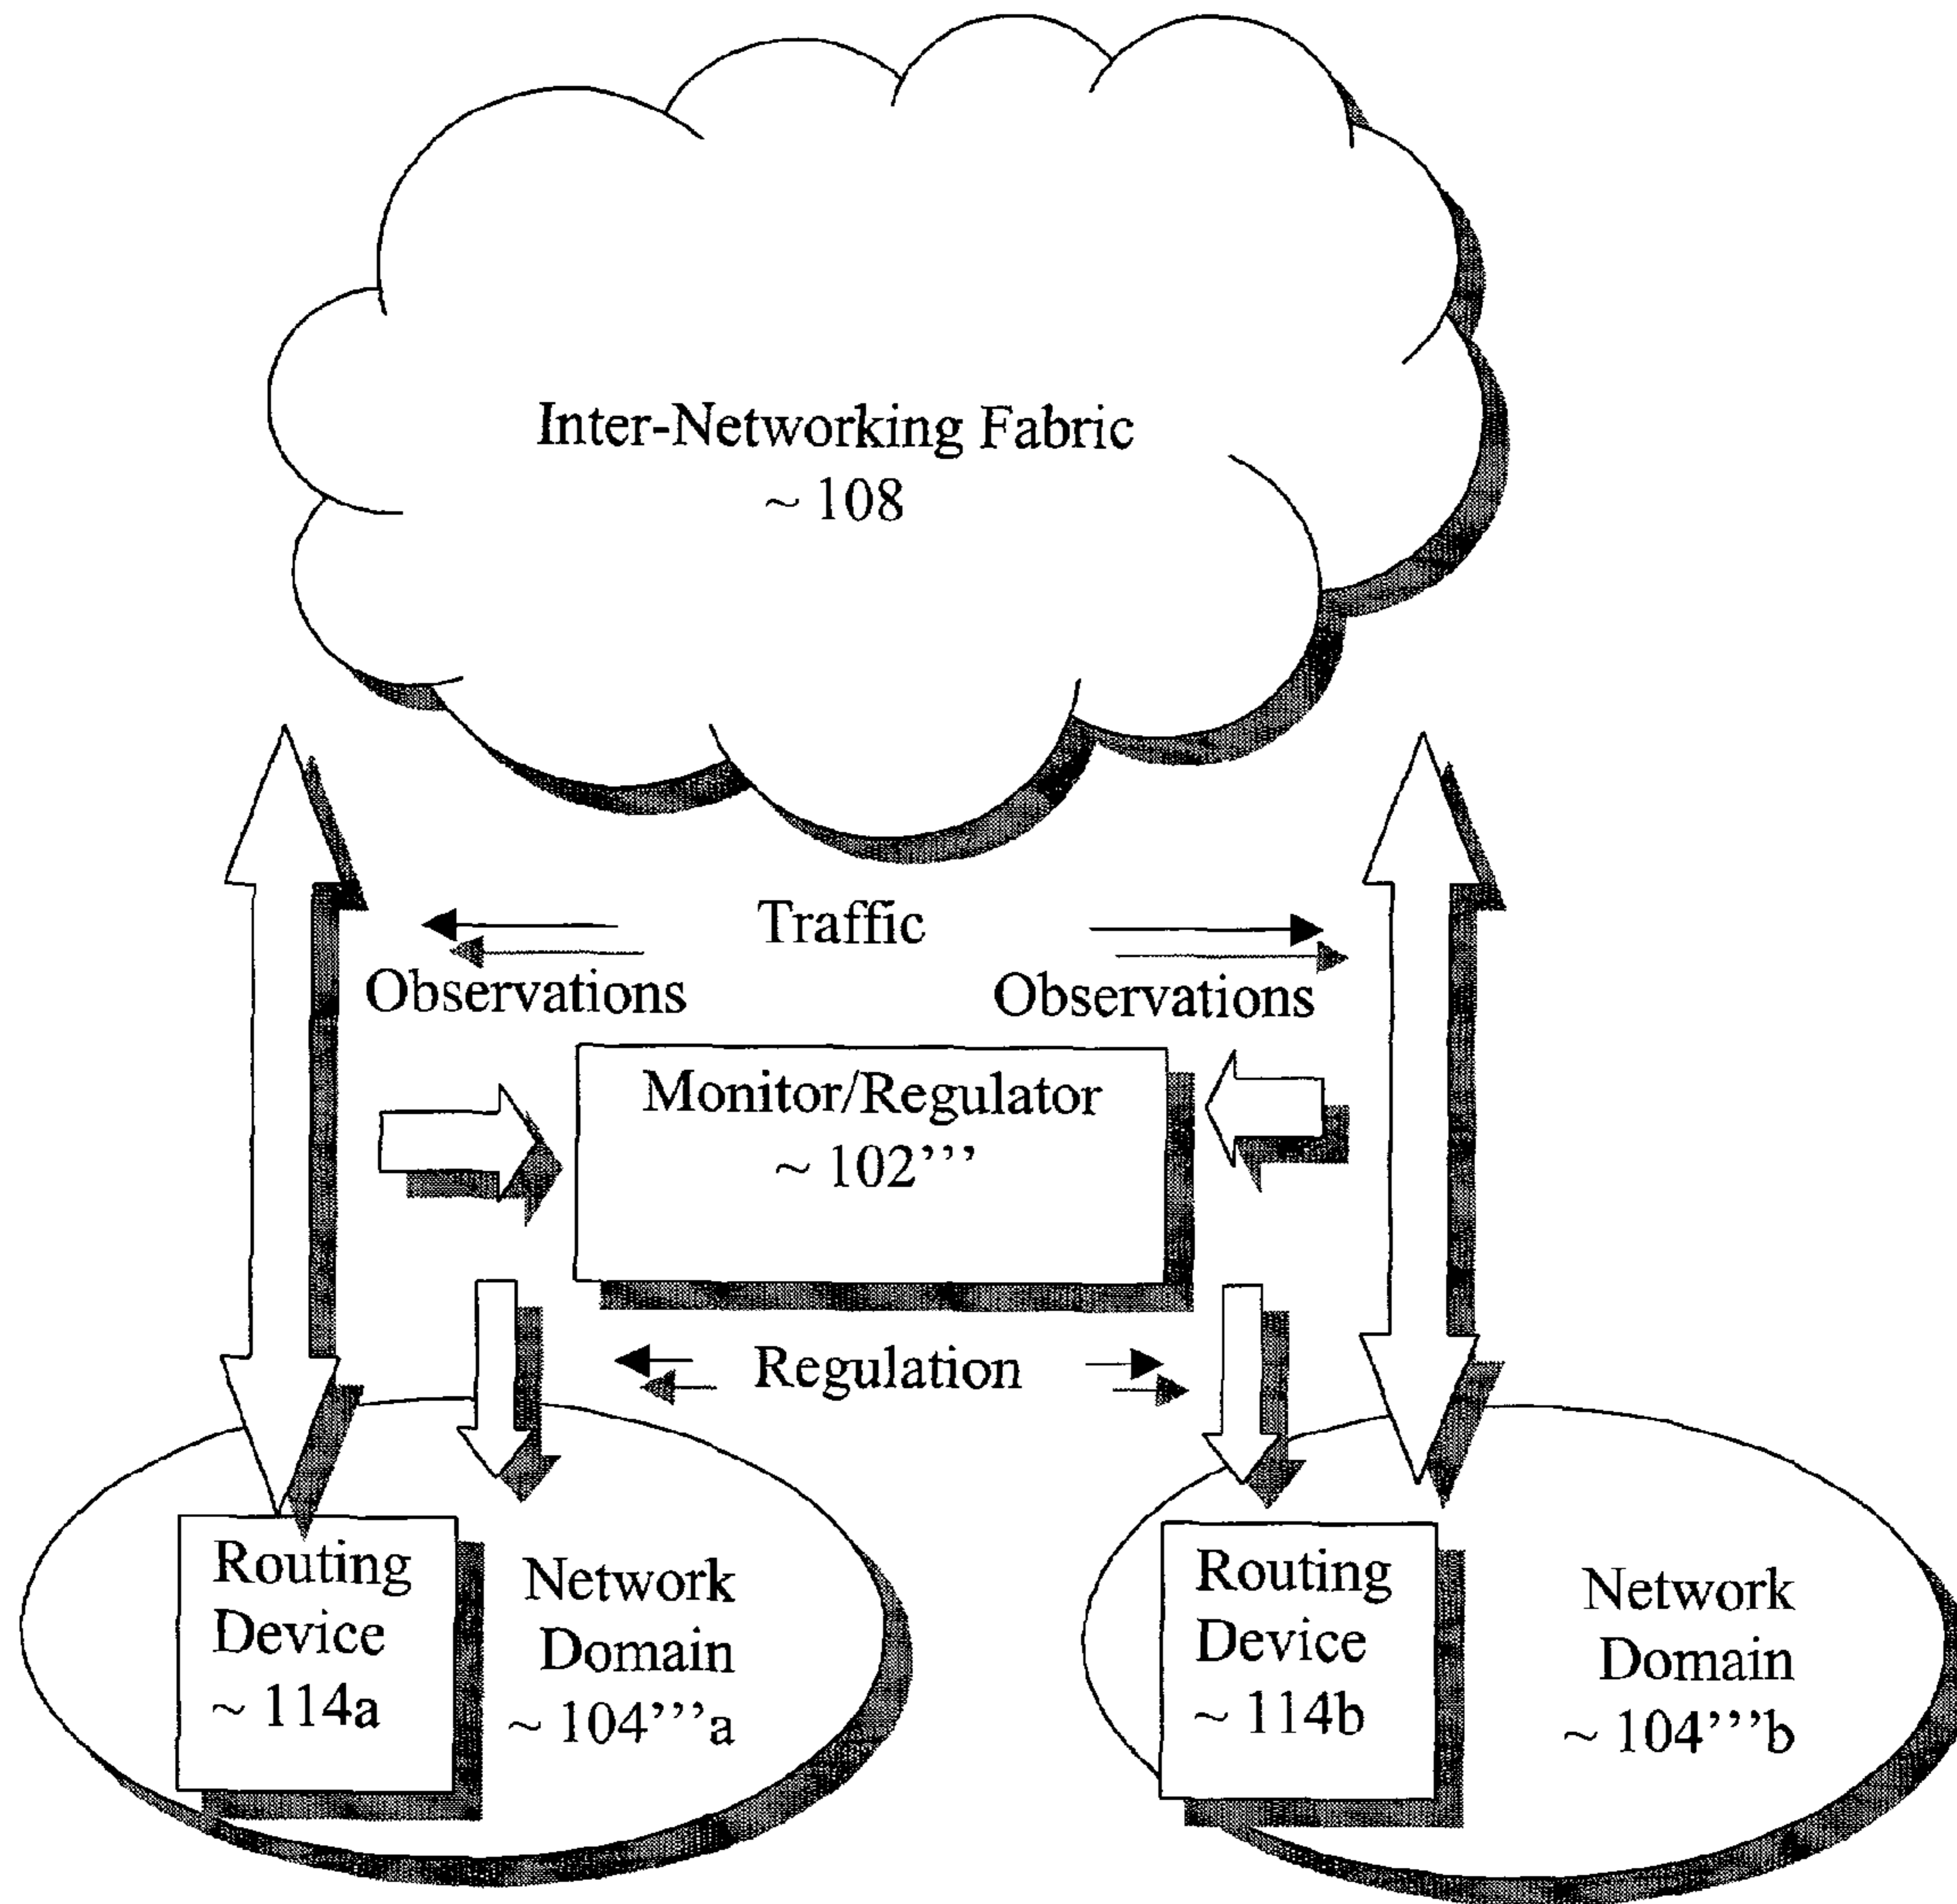 Inter-Networking Fabric
~ 108
Traffic
Observations
Observations
Monitor/Regulator
~ 102’’’
Regulation
Routing
Device
~ 114a
Network
Domain
~ 104’’’a
Routing
Device
~ 114b
Network
Domain
~ 104’’’b